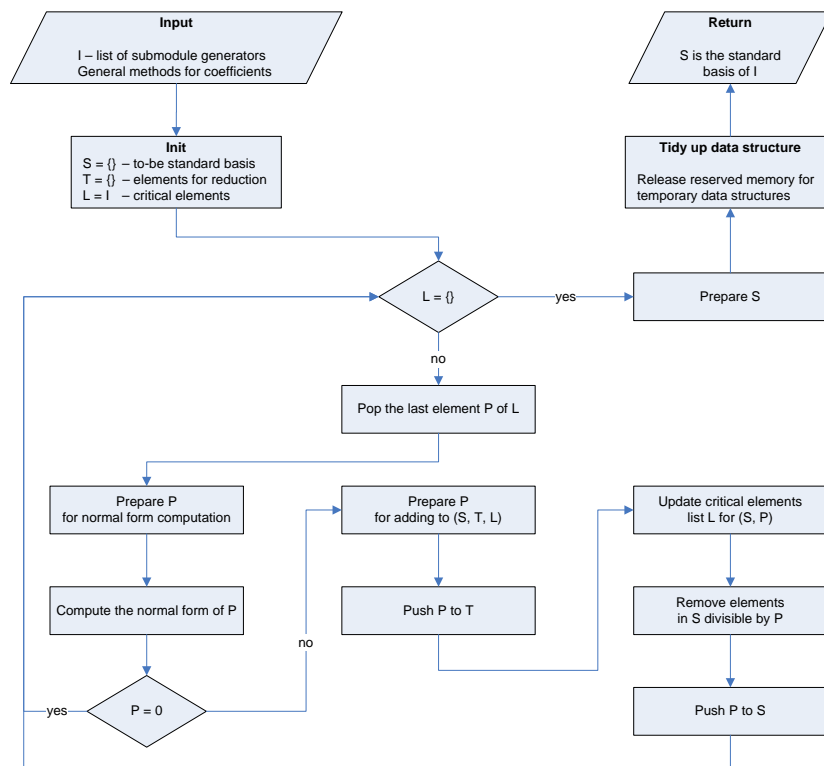 Input
I – list of submodule generators
General methods for coefficients
Return
S is the standard
basis of I
Init
S = {} – to-be standard basis
T = {} – elements for reduction
L = I – critical elements
Tidy up data structure
Release reserved memory for
temporary data structures
L = {}
yes
Prepare S
no
Pop the last element P of L
Prepare P
for normal form computation
Prepare P
for adding to (S, T, L)
Update critical elements
list L for (S, P)
Compute the normal form of P
Push P to T
Remove elements
in S divisible by P
no
yes
P = 0
Push P to S